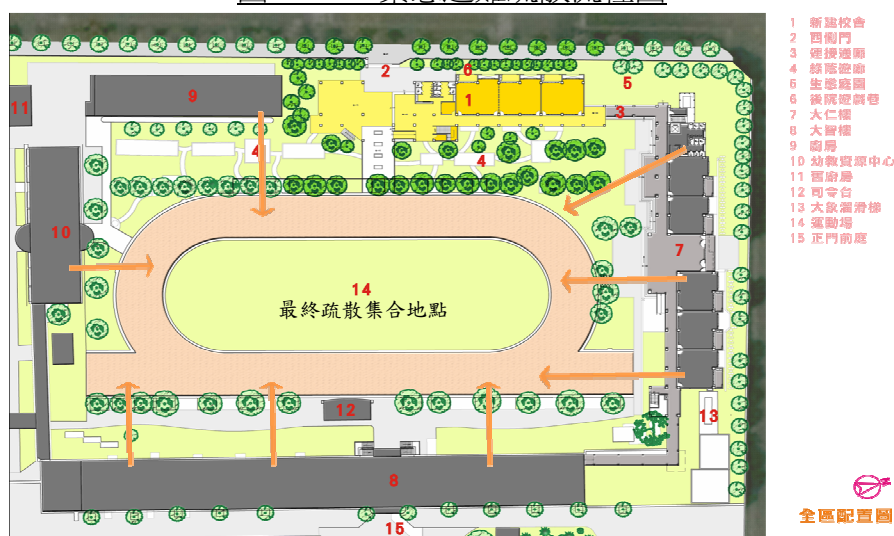 1 新建校舍
2 西側門
3 連接通廊
4 綠蔭遊廊
5 生態庭園
6 後院遊戲巷
7 大仁樓
8 大智樓
9 廚房
10 幼教資源中心
11 舊廚房
12 司令台
13 大象溜滑梯
14 運動場
15 正門前庭
2
6
5
9
1
11
3
4
4
10
7
14
最終疏散集合地點
12
13
8
15
全區配置圖